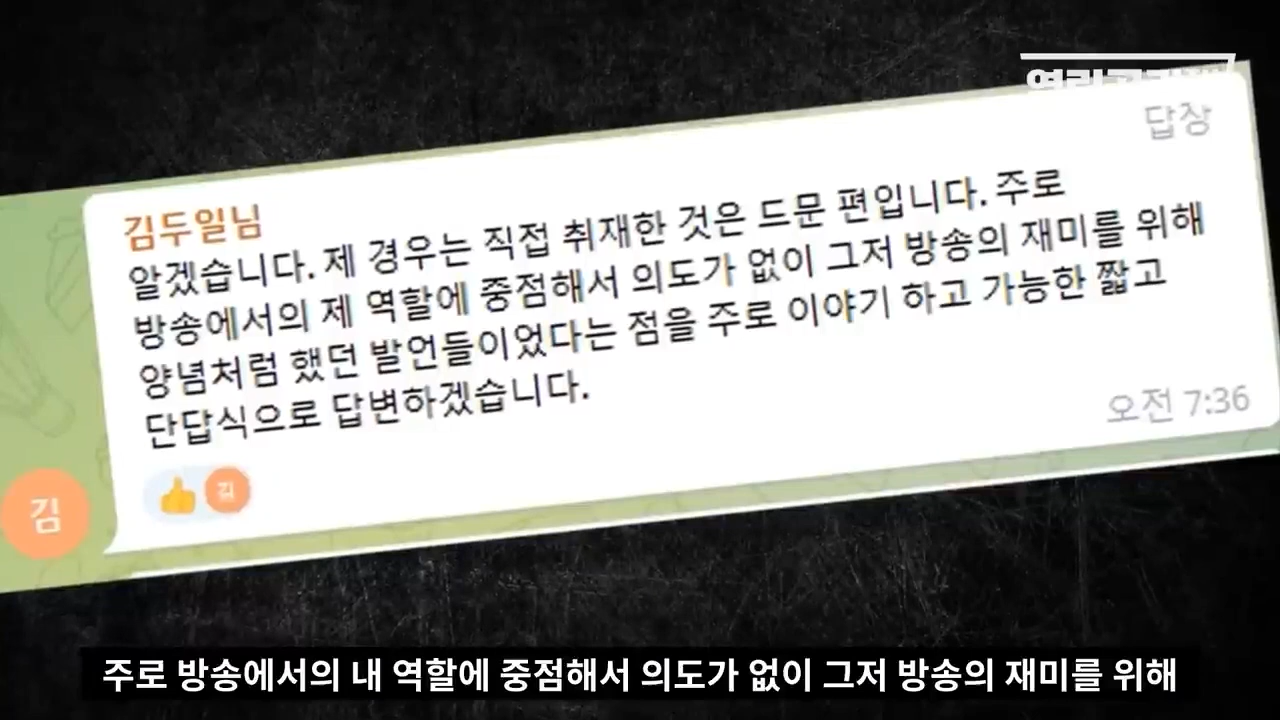 답장
김두일님
알겠습니다. 제 경우는 직접 취재한 것은 드문 편입니다. 주로
방송에서의 제 역할에 중점해서 의도가 없이 그저 방송의 재미를 위해
양념처럼 했던 발언들이었다는 점을 주로 이야기 하고 가능한 짧고
단답식으로 답변하겠습니다.
오전 7:36
👍 김
김
주로 방송에서의 내 역할에 중점해서 의도가 없이 그저 방송의 재미를 위해